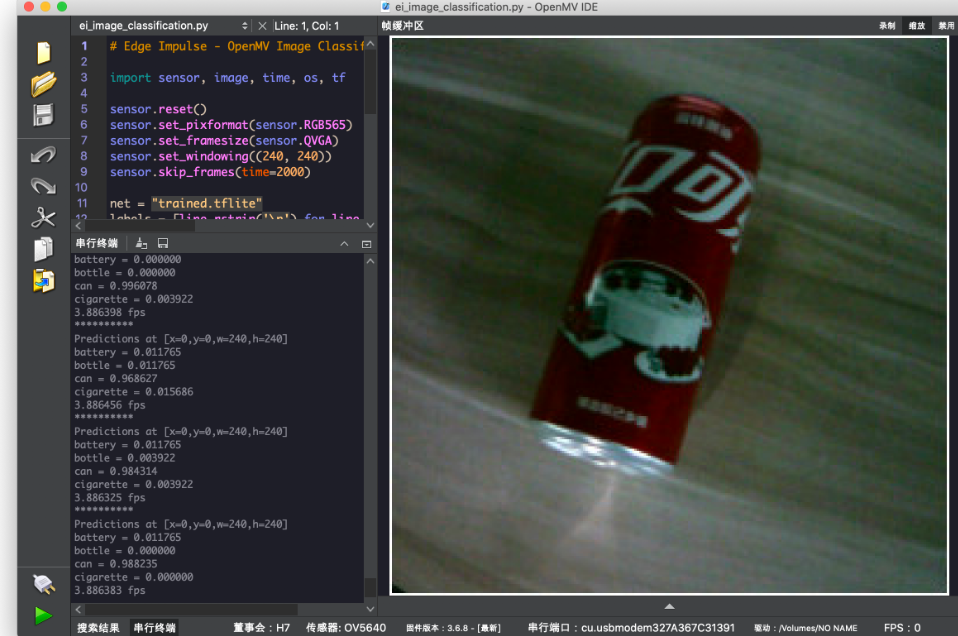 ei_image_classification.py - OpenMV IDE
ei_image_classification.py Line: 1, Col: 1 帧缓冲区 录制 缩放 禁用
1 # Edge Impulse - OpenMV Image Classif
2
3 import sensor, image, time, os, tf
4
5 sensor.reset()
6 sensor.set_pixformat(sensor.RGB565)
7 sensor.set_framesize(sensor.QVGA)
8 sensor.set_windowing((240, 240))
9 sensor.skip_frames(time=2000)
10
11 net = "trained.tflite"
12 labels = [line.rstrip('\n') for line
串行终端
battery = 0.000000
bottle = 0.000000
can = 0.996078
cigarette = 0.003922
3.886398 fps
**********
Predictions at [x=0,y=0,w=240,h=240]
battery = 0.011765
bottle = 0.011765
can = 0.968627
cigarette = 0.015686
3.886456 fps
**********
Predictions at [x=0,y=0,w=240,h=240]
battery = 0.011765
bottle = 0.003922
can = 0.984314
cigarette = 0.003922
3.886325 fps
**********
Predictions at [x=0,y=0,w=240,h=240]
battery = 0.011765
bottle = 0.000000
can = 0.988235
cigarette = 0.000000
3.886383 fps
可
搜索结果 串行终端 董事会：H7 传感器: OV5640 固件版本：3.6.8 - [最新] 串行端口：cu.usbmodem327A367C31391 驱动：/Volumes/NO NAME FPS：0